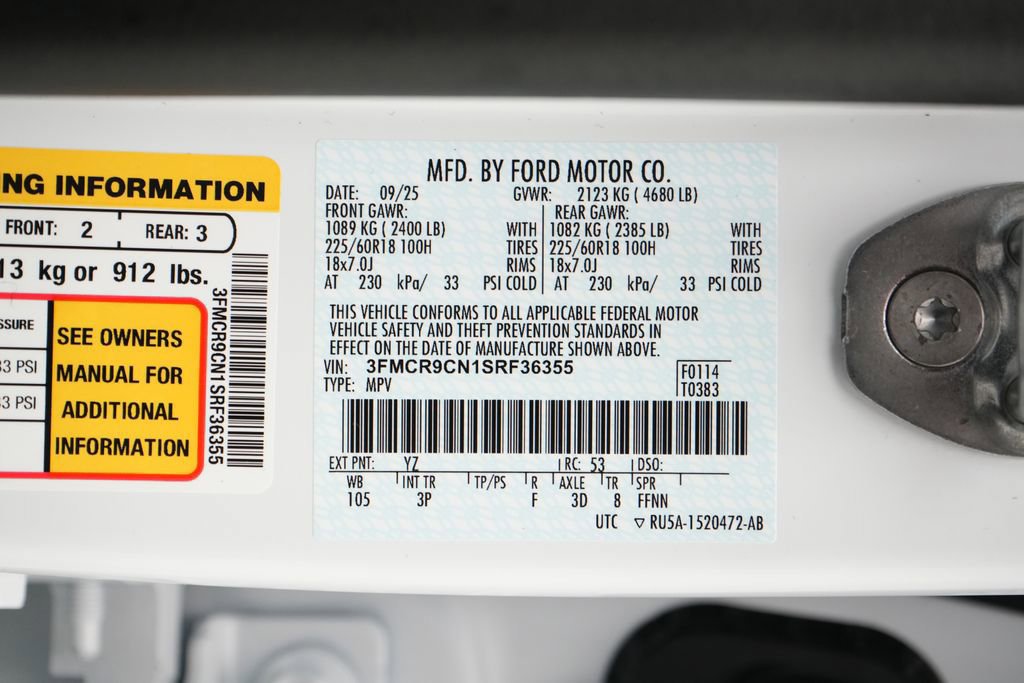 NG INFORMATION
FRONT: 2 REAR: 3
13 kg or 912 lbs.
SSURE
33 PSI
33 PSI
SEE OWNERS
MANUAL FOR
ADDITIONAL
INFORMATION
3FMCR9CN1SRF36355
MFD. BY FORD MOTOR CO.
DATE: 09/25 GVWR: 2123 KG ( 4680 LB)
FRONT GAWR: REAR GAWR:
1089 KG ( 2400 LB) WITH 1082 KG ( 2385 LB) WITH
225/60R18 100H TIRES 225/60R18 100H TIRES
18x7.0J RIMS 18x7.0J RIMS
AT 230 kPa/ 33 PSI COLD AT 230 kPa/ 33 PSI COLD
THIS VEHICLE CONFORMS TO ALL APPLICABLE FEDERAL MOTOR
VEHICLE SAFETY AND THEFT PREVENTION STANDARDS IN
EFFECT ON THE DATE OF MANUFACTURE SHOWN ABOVE.
VIN: 3FMCR9CN1SRF36355 F0114
TYPE: MPV T0383
EXT PNT: YZ RC: 53 DSO:
WB INT TR TP/PS R AXLE TR SPR
105 3P F 3D 8 FFNN
UTC ▽ RU5A-1520472-AB